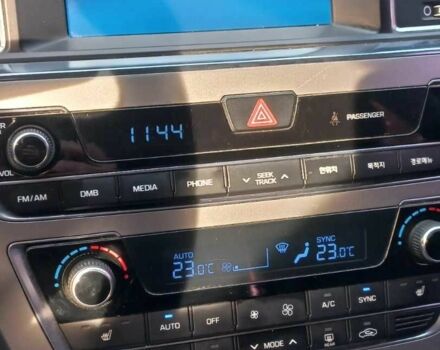 VOL
1144
PASSENGER
FM/AM DMB MEDIA PHONE SEEK TRACK 현위치 목적지 경로메뉴
AUTO 23.0°C SYNC 23.0°C
AUTO OFF A/C SYNC
MODE REAR